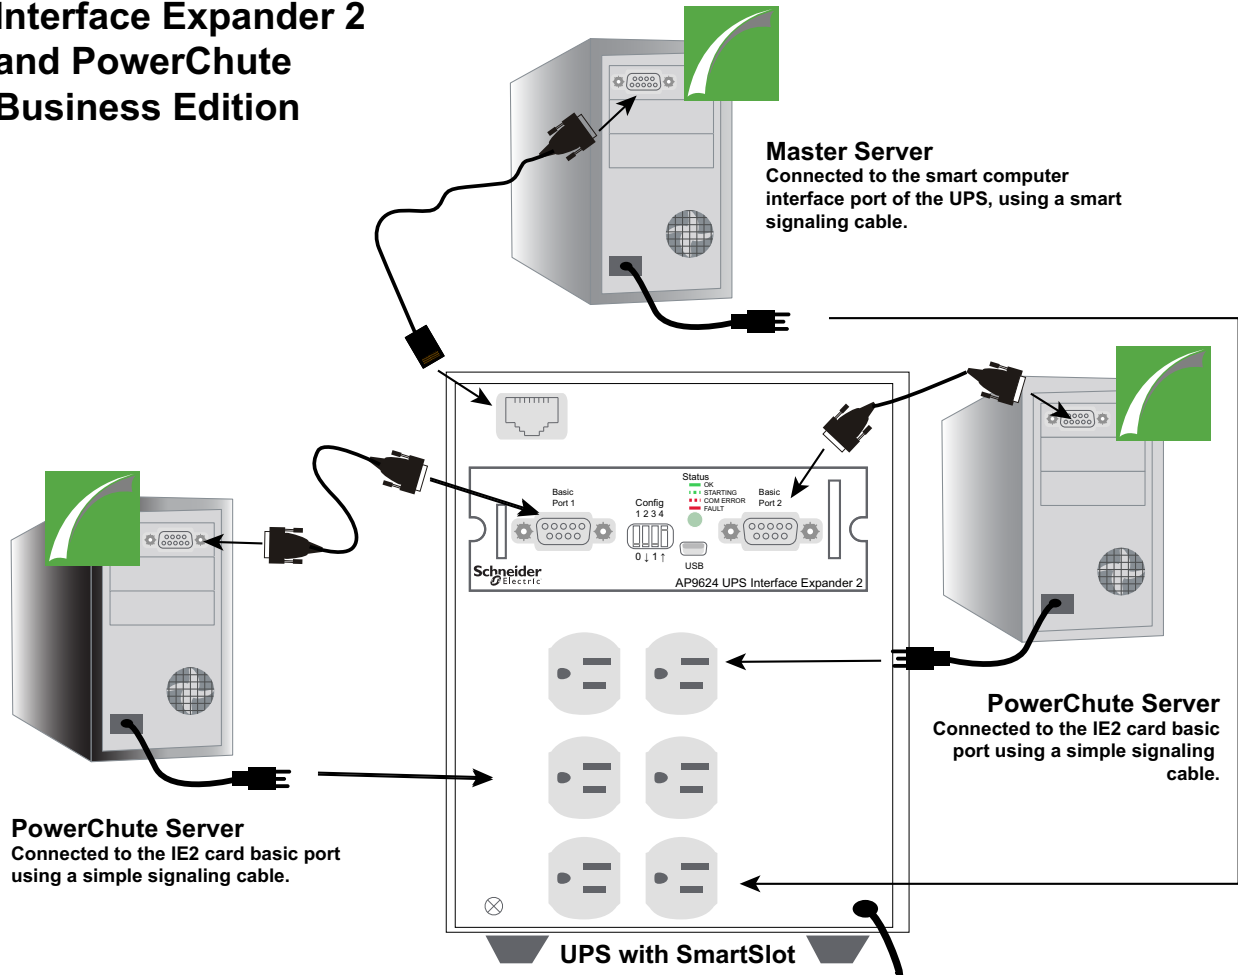 Interface Expander 2
and PowerChute
Business Edition
Master Server
Connected to the smart computer
interface port of the UPS, using a smart
signaling cable.
Status
OK
STARTING
COM ERROR
FAULT
Basic
Port 1
Config
1 2 3 4
0 ↓ 1 ↑
Basic
Port 2
USB
Schneider
Electric
AP9624 UPS Interface Expander 2
PowerChute Server
Connected to the IE2 card basic
port using a simple signaling
cable.
PowerChute Server
Connected to the IE2 card basic port
using a simple signaling cable.
UPS with SmartSlot